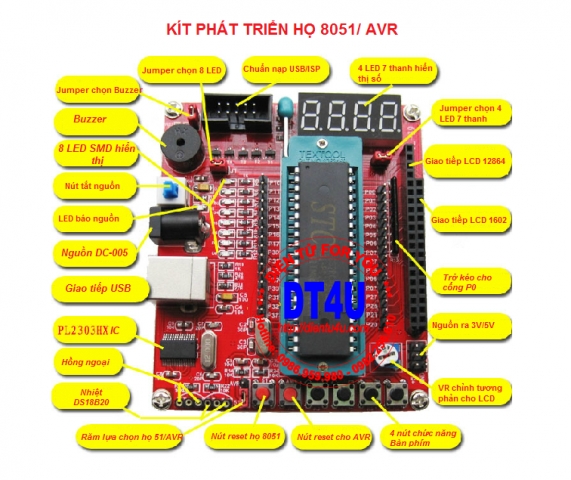 KÍT PHÁT TRIỂN HỌ 8051/ AVR
Jumper chọn 8 LED
Chuẩn nạp USB/ISP
4 LED 7 thanh hiển
thị số
Jumper chọn Buzzer
Jumper chọn 4
LED 7 thanh
Buzzer
8 LED SMD hiển
thị
Giao tiếp LCD 12864
Nút tắt nguồn
LED báo nguồn
Giao tiếp LCD 1602
Nguồn DC-005
Trở kéo cho
cổng P0
Giao tiếp USB
TEXTOOL
STC
DT4U
Nguồn ra 3V/5V
PL2303HX IC
Hồng ngoại
VR chỉnh tương
phản cho LCD
Nhiệt
DS18B20
AVR
Răm lựa chọn họ 51/AVR
Nút reset họ 8051
Nút reset cho AVR
4 nút chức năng
Bàn phím